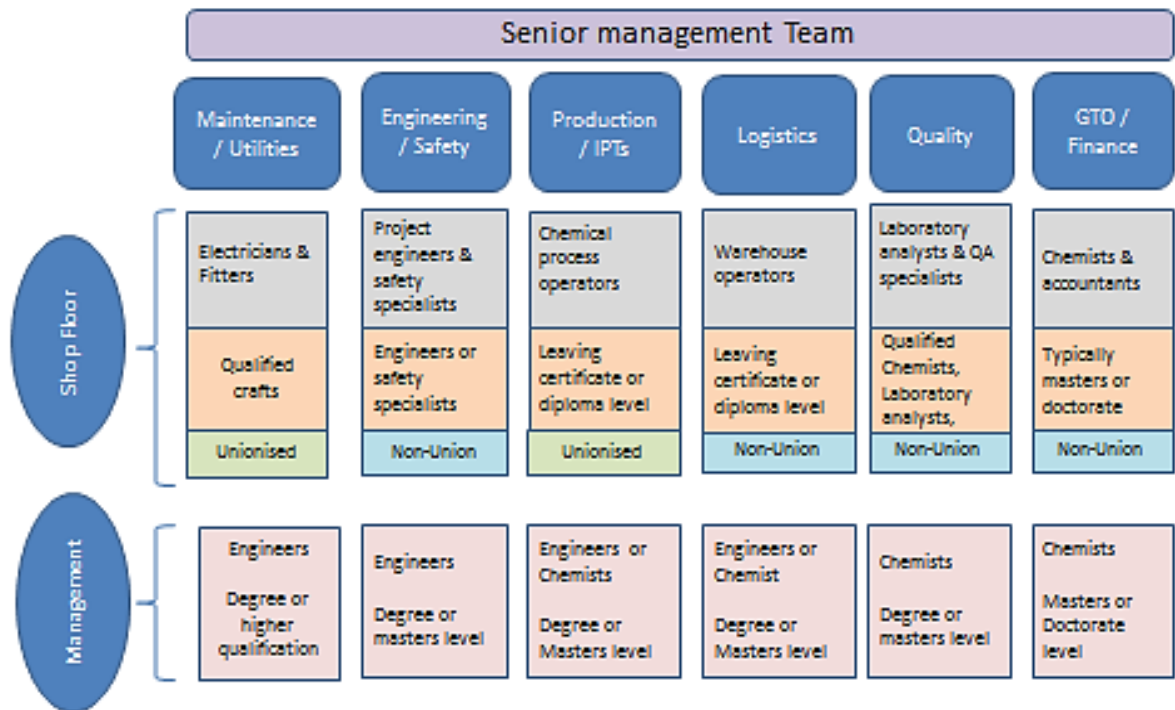 Senior management Team
Maintenance
/ Utilities
Engineering
/ Safety
Production
/ IPTs
Logistics
Quality
GTO /
Finance
Shop Floor
Electricians &
Fitters
Project
engineers &
safety
specialists
Chemical
process
operators
Warehouse
operators
Laboratory
analysts & QA
specialists
Chemists &
accountants
Qualified
crafts
Engineers or
safety
specialists
Leaving
certificate or
diploma level
Leaving
certificate or
diploma level
Qualified
Chemists,
Laboratory
analysts,
Typically
masters or
doctorate
Unionised
Non-Union
Unionised
Non-Union
Non-Union
Non-Union
Management
Engineers
Degree or
higher
qualification
Engineers
Degree or
masters level
Engineers or
Chemists
Degree or
Masters level
Engineers or
Chemist
Degree or
Masters level
Chemists
Degree or
masters level
Chemists
Masters or
Doctorate
level